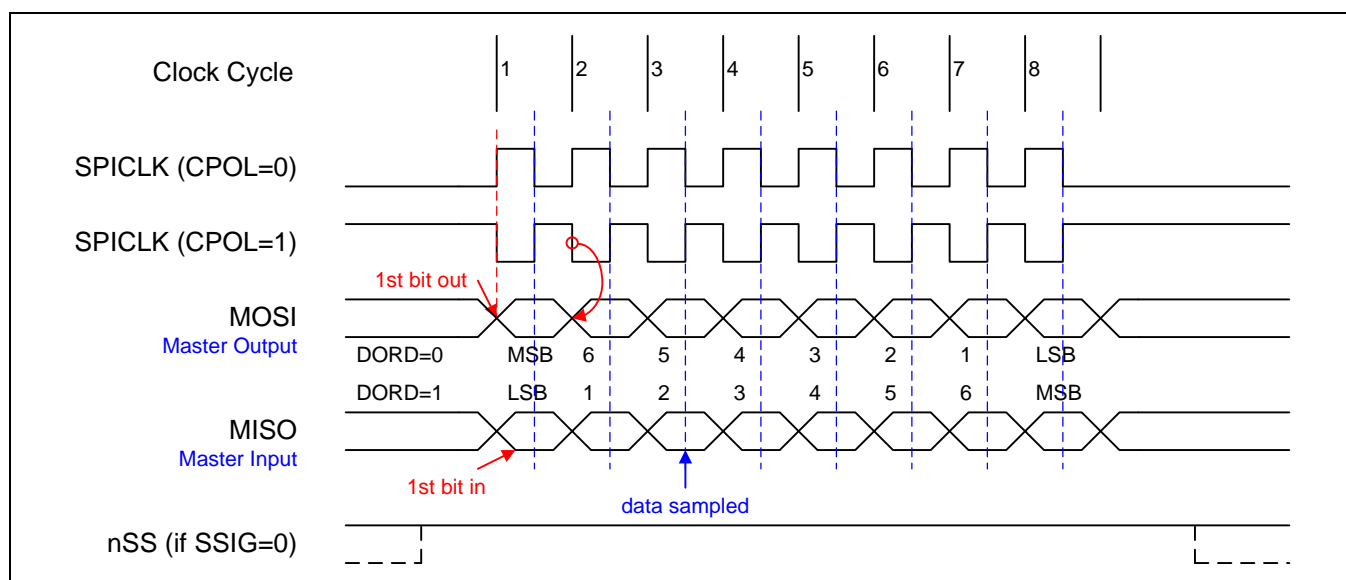 Clock Cycle 1 2 3 4 5 6 7 8
SPICLK (CPOL=0)
SPICLK (CPOL=1)
1st bit out
MOSI
Master Output
DORD=0 MSB 6 5 4 3 2 1 LSB
DORD=1 LSB 1 2 3 4 5 6 MSB
MISO
Master Input
1st bit in
data sampled
nSS (if SSIG=0)